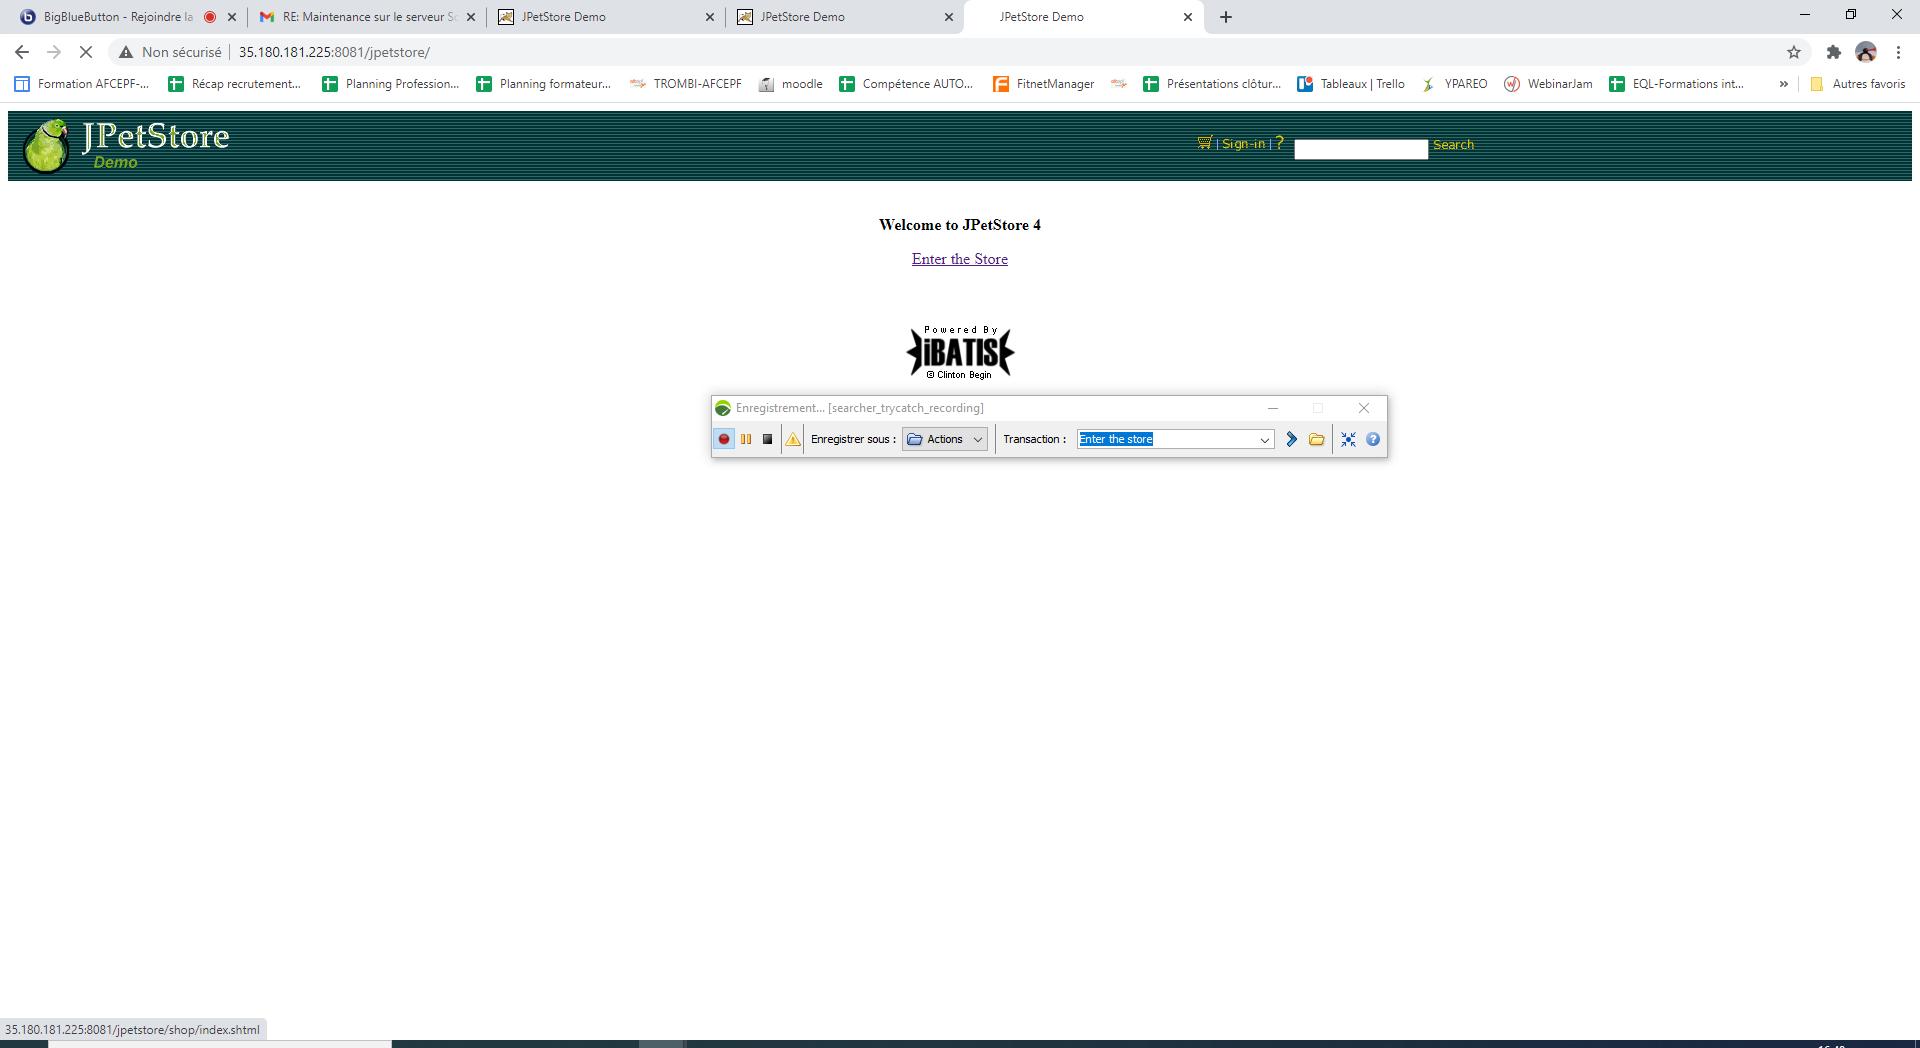 BigBlueButton - Rejoindre la
RE: Maintenance sur le serveur Sc
JPetStore Demo
JPetStore Demo
JPetStore Demo
Non sécurisé
35.180.181.225:8081/jpetstore/
Formation AFCEPF-...
Récap recrutement...
Planning Profession...
Planning formateur...
TROMBI-AFCEPF
moodle
Compétence AUTO...
FitnetManager
Présentations clôtur...
Tableaux | Trello
YPAREO
WebinarJam
EQL-Formations int...
»
Autres favoris
JPetStore
Demo
| Sign-in | ?
Search
Welcome to JPetStore 4
Enter the Store
Powered By
iBATIS
© Clinton Begin
Enregistrement... [searcher_trycatch_recording]
Enregistrer sous :
Actions
Transaction :
Enter the store
35.180.181.225:8081/jpetstore/shop/index.shtml